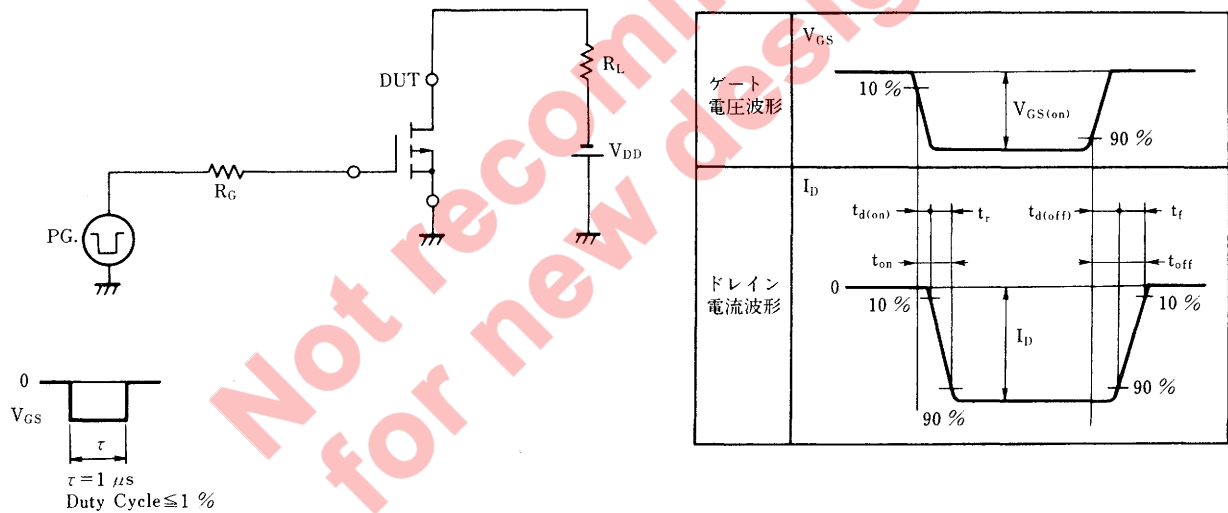 DUT
R_L
V_DD
R_G
PG.
0
V_GS
τ
τ=1 μs
Duty Cycle≦1 %
V_GS
ゲート
電圧波形
10 %
V_GS(on)
90 %
I_D
t_d(on)
t_r
t_d(off)
t_f
t_on
t_off
ドレイン
電流波形
0
10 %
10 %
I_D
90 %
90 %
Not recomm
for new desig